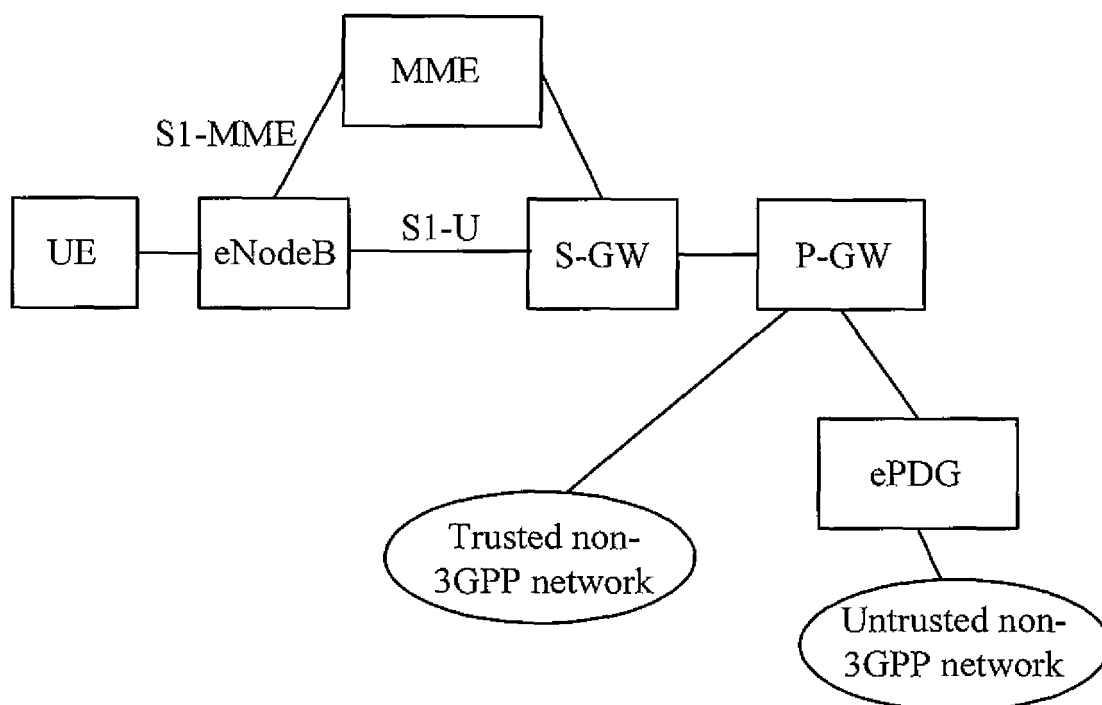 MME
S1-MME
S1-U
UE
eNodeB
S-GW
P-GW
ePDG
Trusted non-
3GPP network
Untrusted non-
3GPP network